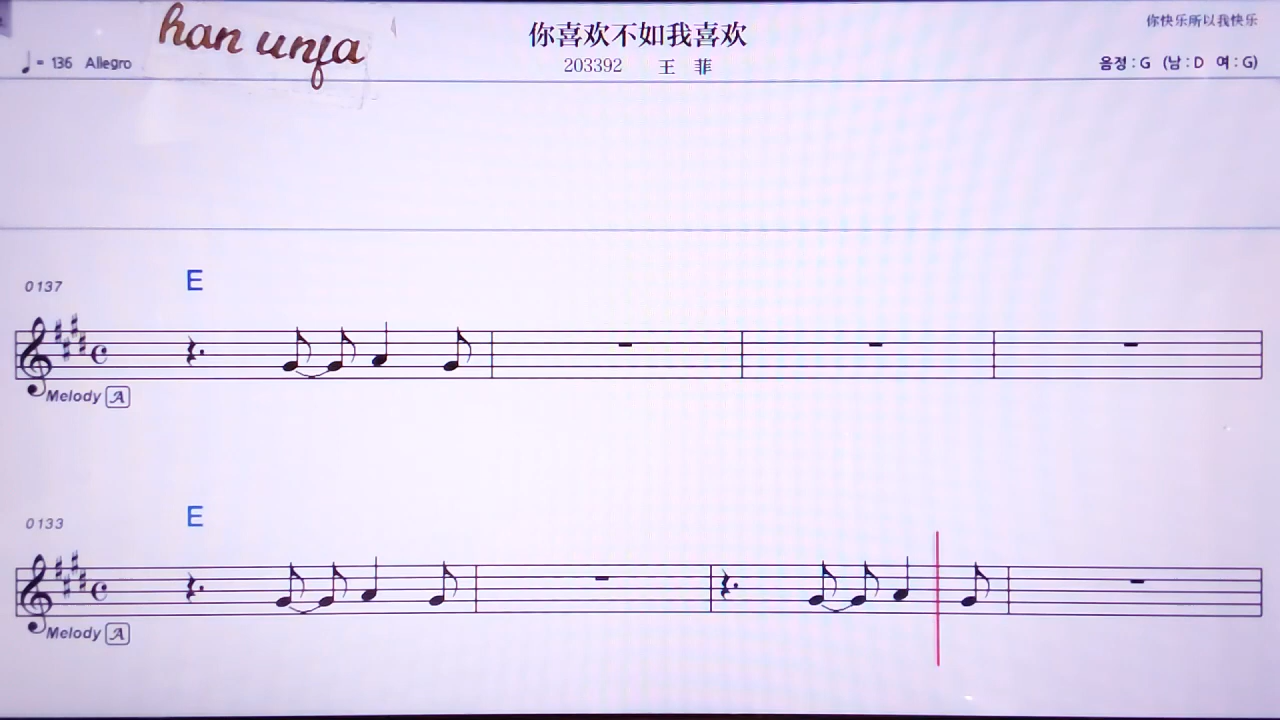 han unfa
你喜欢不如我喜欢
你快乐所以我快乐
♩ = 136 Allegro
203392 王 菲
음정 : G (남 : D 여 : G)
0137
E
Melody A
0133
E
Melody A